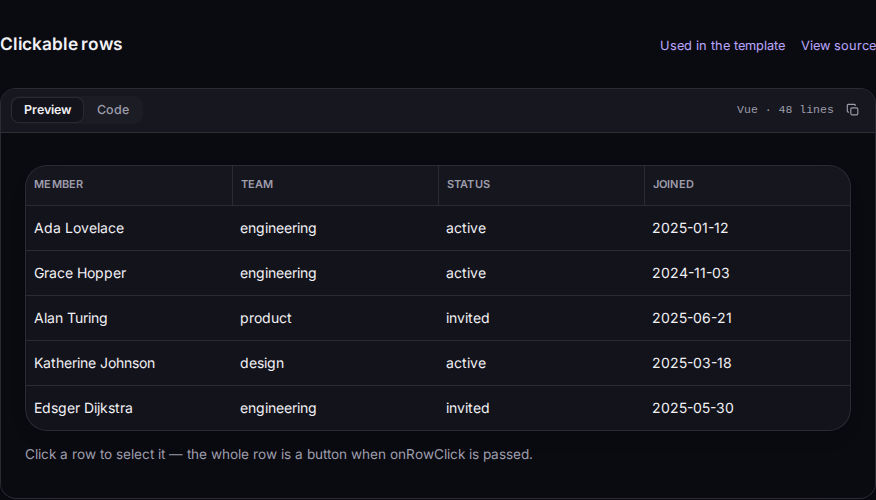 Clickable rows
Used in the template View source
Preview Code Vue · 48 lines
MEMBER TEAM STATUS JOINED
Ada Lovelace engineering active 2025-01-12
Grace Hopper engineering active 2024-11-03
Alan Turing product invited 2025-06-21
Katherine Johnson design active 2025-03-18
Edsger Dijkstra engineering invited 2025-05-30
Click a row to select it — the whole row is a button when onRowClick is passed.